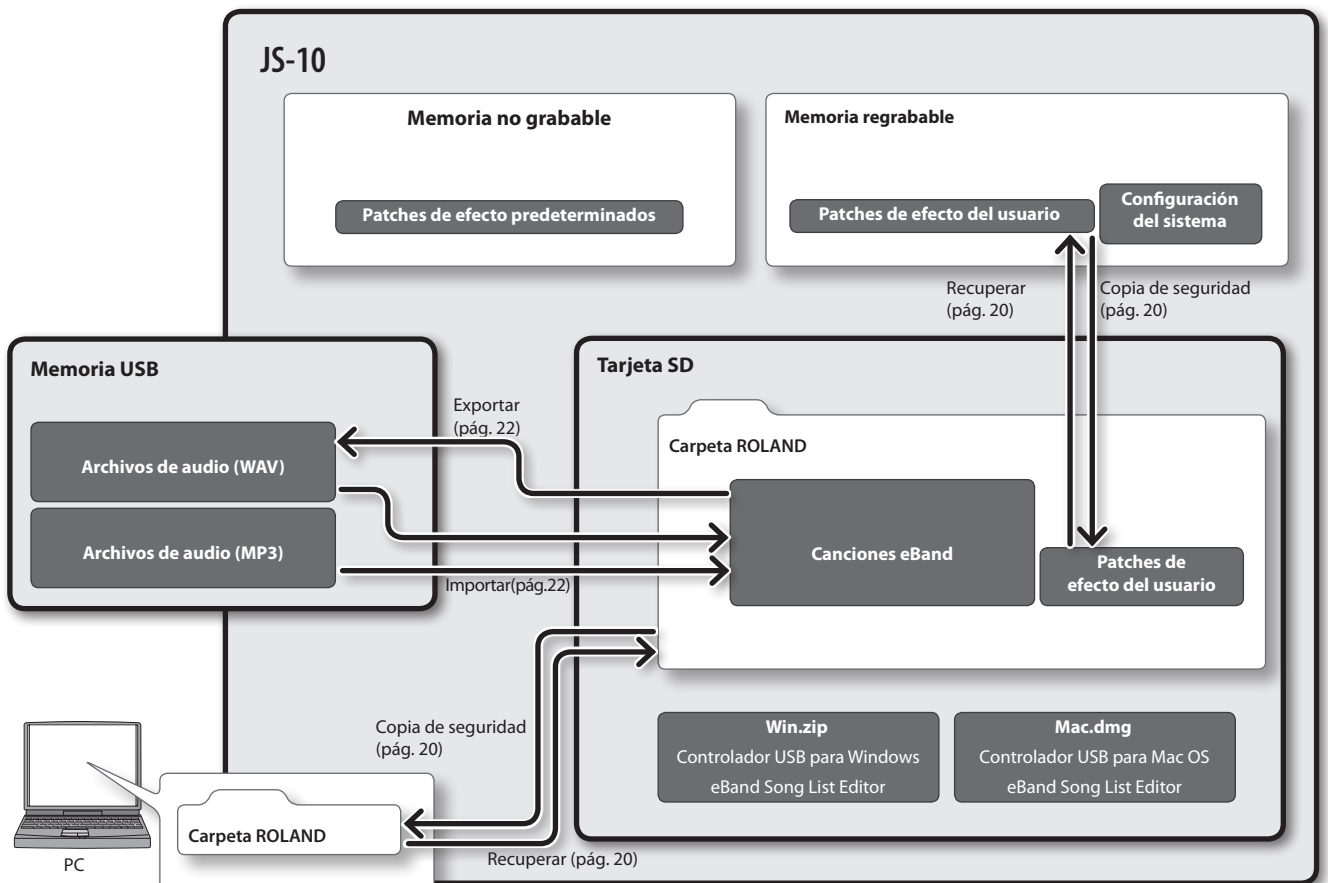 JS-10
Memoria no grabable
Patches de efecto predeterminados
Memoria regrabable
Patches de efecto del usuario
Configuración
del sistema
Recuperar
(pág. 20)
Copia de seguridad
(pág. 20)
Memoria USB
Archivos de audio (WAV)
Archivos de audio (MP3)
Exportar
(pág. 22)
Importar(pág.22)
Tarjeta SD
Carpeta ROLAND
Canciones eBand
Patches de
efecto del usuario
Win.zip
Controlador USB para Windows
eBand Song List Editor
Mac.dmg
Controlador USB para Mac OS
eBand Song List Editor
Copia de seguridad
(pág. 20)
Carpeta ROLAND
PC
Recuperar (pág. 20)